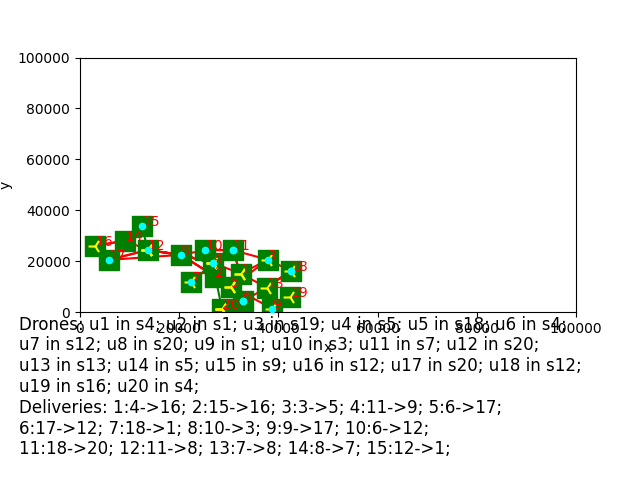 100000
80000
60000
40000
20000
0
y
0 20000 40000 60000 80000 100000
x
Drones: u1 in s4; u2 in s1; u3 in s19; u4 in s5; u5 in s18; u6 in s4;
u7 in s12; u8 in s20; u9 in s1; u10 in s3; u11 in s7; u12 in s20;
u13 in s13; u14 in s5; u15 in s9; u16 in s12; u17 in s20; u18 in s12;
u19 in s16; u20 in s4;
Deliveries: 1:4->16; 2:15->16; 3:3->5; 4:11->9; 5:6->17;
6:17->12; 7:18->1; 8:10->3; 9:9->17; 10:6->12;
11:18->20; 12:11->8; 13:7->8; 14:8->7; 15:12->1;